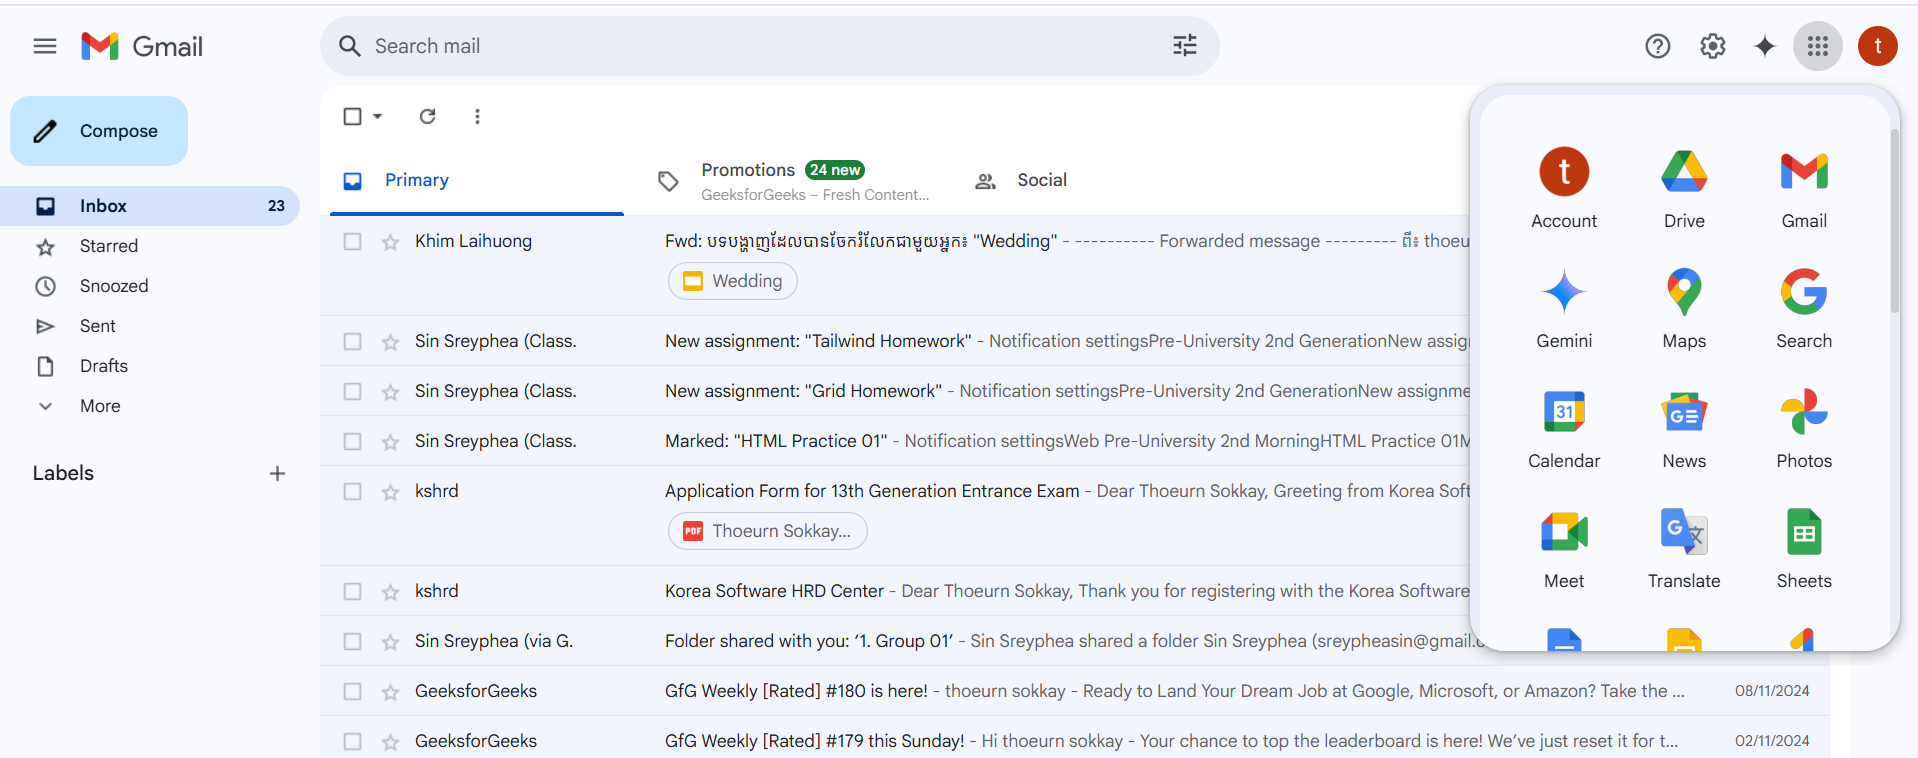 Gmail
Search mail
t
Compose
Inbox 23
Starred
Snoozed
Sent
Drafts
More
Labels
Primary
Promotions 24 new
GeeksforGeeks – Fresh Content...
Social
Khim Laihuong Fwd: បទបង្ហាញដែលបានចែករំលែកជាមួយអ្នក៖ "Wedding" - ---------- Forwarded message --------- ពី៖ thoeu
Wedding
Sin Sreyphea (Class. New assignment: "Tailwind Homework" - Notification settingsPre-University 2nd GenerationNew assig
Sin Sreyphea (Class. New assignment: "Grid Homework" - Notification settingsPre-University 2nd GenerationNew assignme
Sin Sreyphea (Class. Marked: "HTML Practice 01" - Notification settingsWeb Pre-University 2nd MorningHTML Practice 01M
kshrd Application Form for 13th Generation Entrance Exam - Dear Thoeurn Sokkay, Greeting from Korea Soft
PDF Thoeurn Sokkay...
kshrd Korea Software HRD Center - Dear Thoeurn Sokkay, Thank you for registering with the Korea Software
Sin Sreyphea (via G. Folder shared with you: ‘1. Group 01’ - Sin Sreyphea shared a folder Sin Sreyphea (sreypheasin@gmail.c
GeeksforGeeks GfG Weekly [Rated] #180 is here! - thoeurn sokkay - Ready to Land Your Dream Job at Google, Microsoft, or Amazon? Take the ... 08/11/2024
GeeksforGeeks GfG Weekly [Rated] #179 this Sunday! - Hi thoeurn sokkay - Your chance to top the leaderboard is here! We’ve just reset it for t... 02/11/2024
t
Account Drive Gmail
Gemini Maps Search
31
Calendar News Photos
Meet Translate Sheets